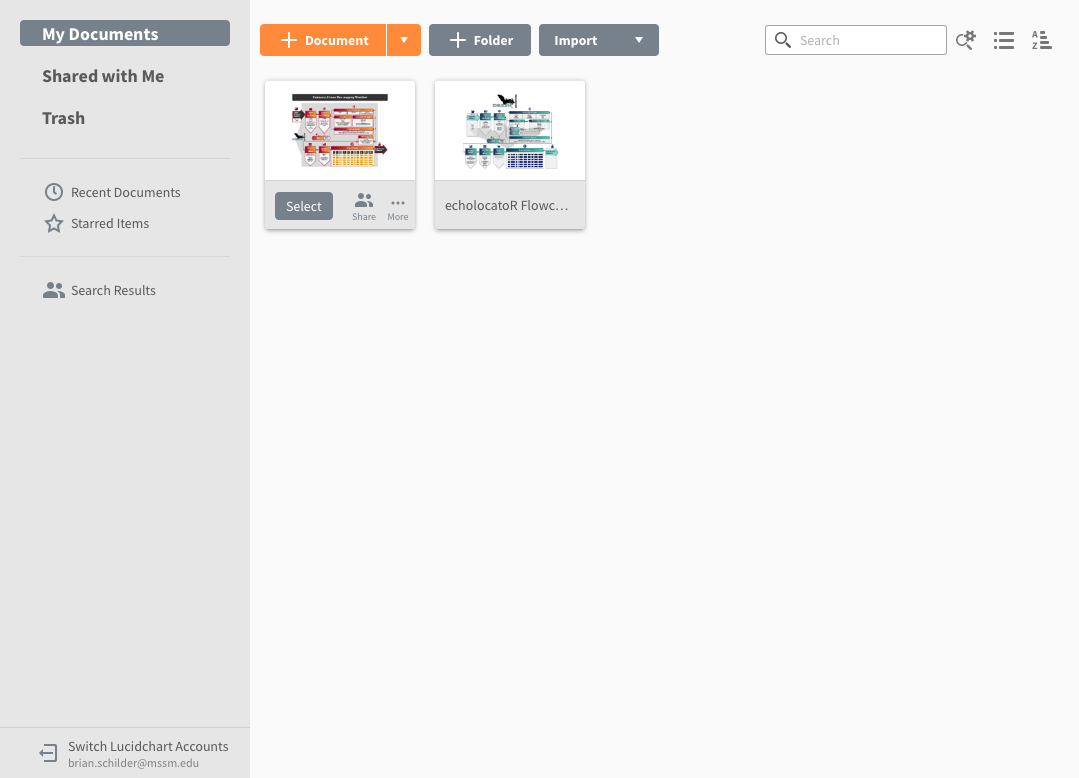 My Documents
Shared with Me
Trash
Recent Documents
Starred Items
Search Results
Switch Lucidchart Accounts
brian.schilder@mssm.edu
Document
Folder
Import
Search
A
Z
Select
Share
More
echolocatoR Flowc...